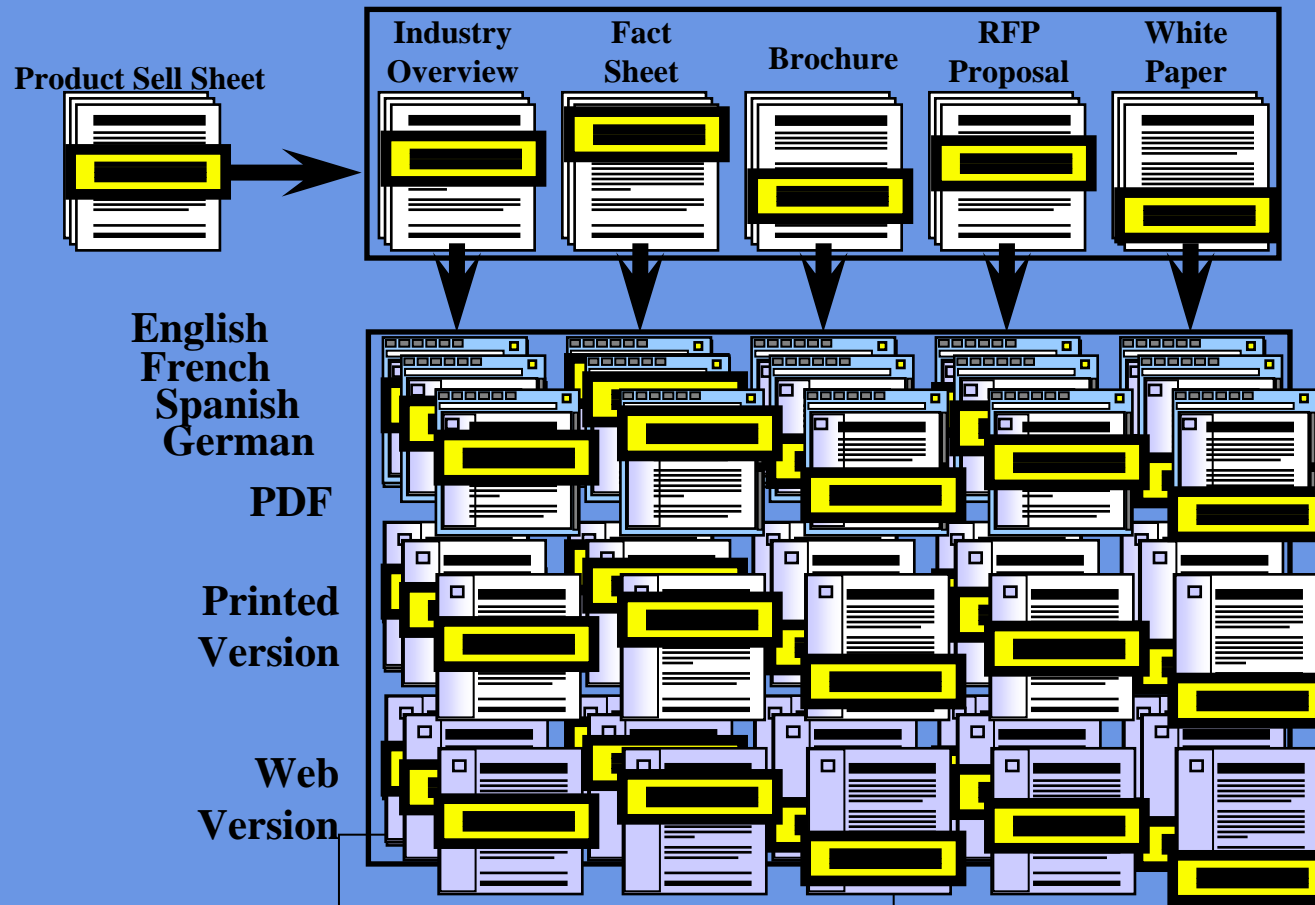 Product Sell Sheet
Industry
Overview
Fact
Sheet
Brochure
RFP
Proposal
White
Paper
English
French
Spanish
German
PDF
Printed
Version
Web
Version